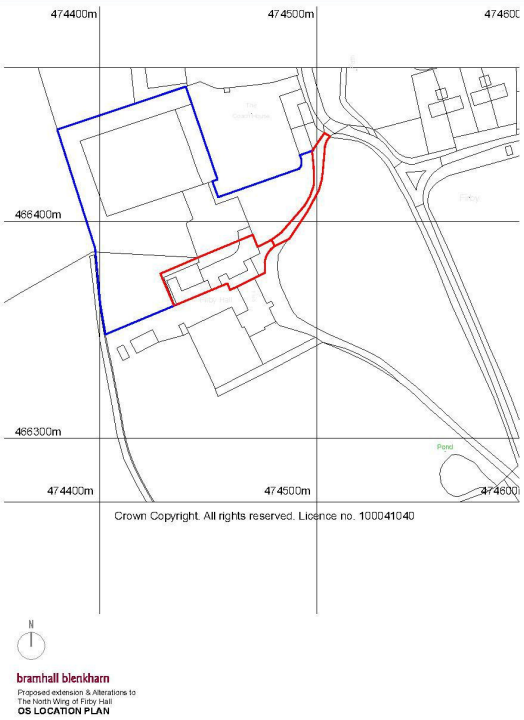 474400m 474500m 474600
466400m
Firby
466300m
Pond
474400m 474500m 474600
Crown Copyright. All rights reserved. Licence no. 100041040
N
bramhall blenkharn
Proposed extension & Alterations to
The North Wing of Firby Hall
OS LOCATION PLAN